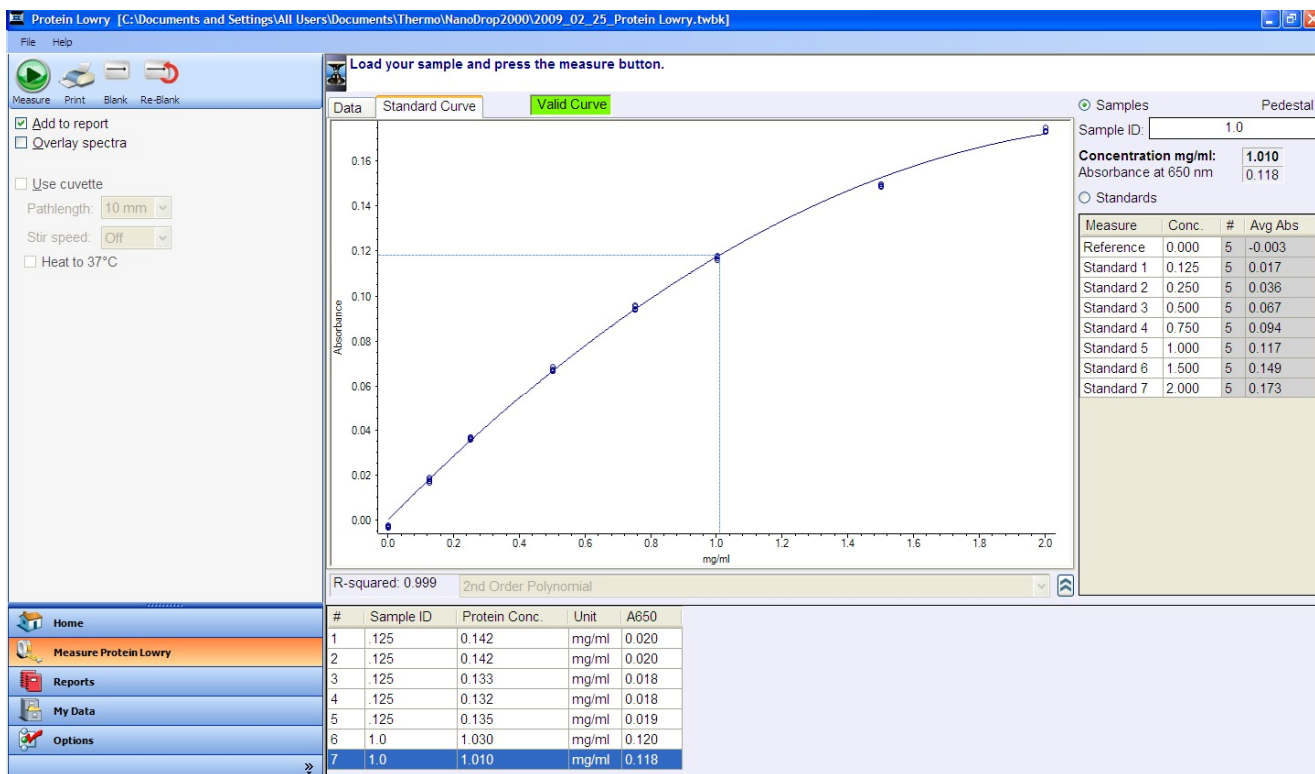 Protein Lowry [C:\Documents and Settings\All Users\Documents\Thermo\NanoDrop2000\2009_02_25_Protein Lowry.twbk]
File Help
Measure Print Blank Re-Blank
Add to report
Overlay spectra
Use cuvette
Pathlength: 10 mm
Stir speed: Off
Heat to 37°C
Home
Measure Protein Lowry
Reports
My Data
Options
Load your sample and press the measure button.
Data Standard Curve Valid Curve
Absorbance
0.16
0.14
0.12
0.10
0.08
0.06
0.04
0.02
0.00
0.0 0.2 0.4 0.6 0.8 1.0 1.2 1.4 1.6 1.8 2.0
mg/ml
R-squared: 0.999 2nd Order Polynomial
Samples Pedestal
Sample ID: 1.0
Concentration mg/ml: 1.010
Absorbance at 650 nm 0.118
Standards
Measure Conc. # Avg Abs
Reference 0.000 5 -0.003
Standard 1 0.125 5 0.017
Standard 2 0.250 5 0.036
Standard 3 0.500 5 0.067
Standard 4 0.750 5 0.094
Standard 5 1.000 5 0.117
Standard 6 1.500 5 0.149
Standard 7 2.000 5 0.173
# Sample ID Protein Conc. Unit A650
1 .125 0.142 mg/ml 0.020
2 .125 0.142 mg/ml 0.020
3 .125 0.133 mg/ml 0.018
4 .125 0.132 mg/ml 0.018
5 .125 0.135 mg/ml 0.019
6 1.0 1.030 mg/ml 0.120
7 1.0 1.010 mg/ml 0.118